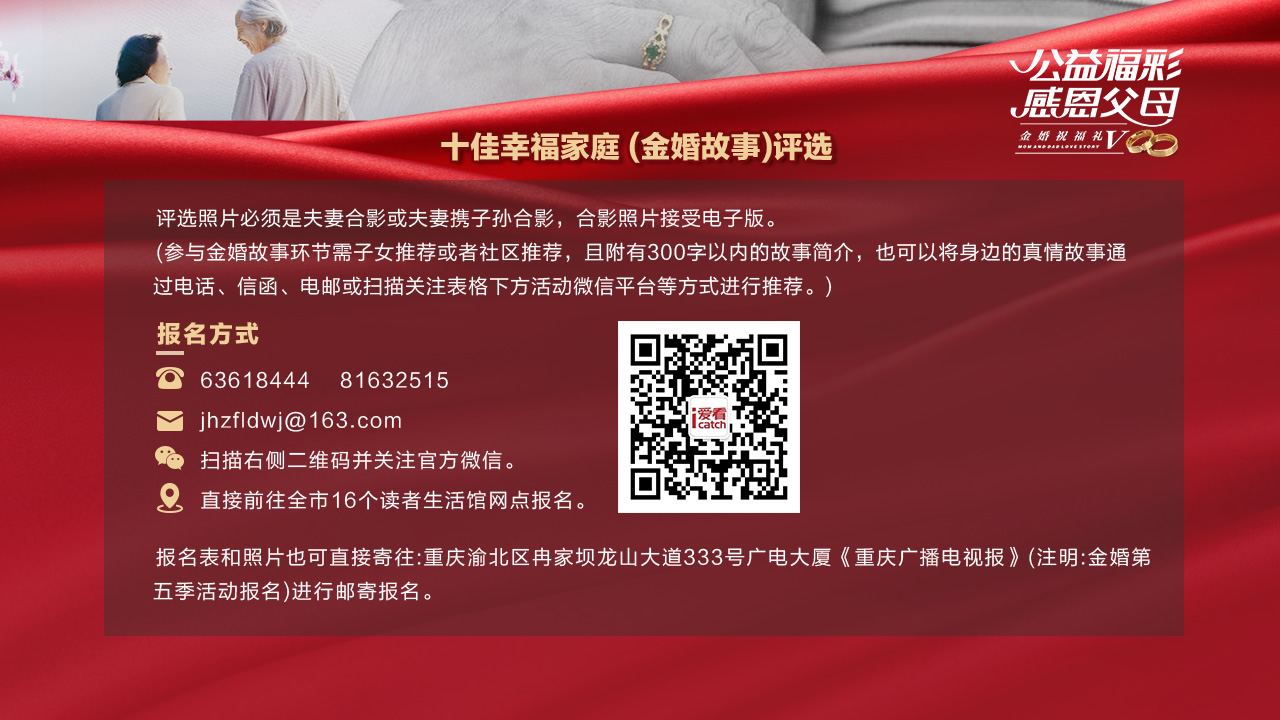 公益福彩
感恩父母
金婚祝福礼V
MOM AND DAD LOVE STORY
十佳幸福家庭 (金婚故事)评选
评选照片必须是夫妻合影或夫妻携子孙合影，合影照片接受电子版。
(参与金婚故事环节需子女推荐或者社区推荐，且附有300字以内的故事简介，也可以将身边的真情故事通
过电话、信函、电邮或扫描关注表格下方活动微信平台等方式进行推荐。)
报名方式
63618444 81632515
jhzfldwj@163.com
扫描右侧二维码并关注官方微信。
直接前往全市16个读者生活馆网点报名。
i爱看
catch
报名表和照片也可直接寄往:重庆渝北区冉家坝龙山大道333号广电大厦《重庆广播电视报》(注明:金婚第
五季活动报名)进行邮寄报名。